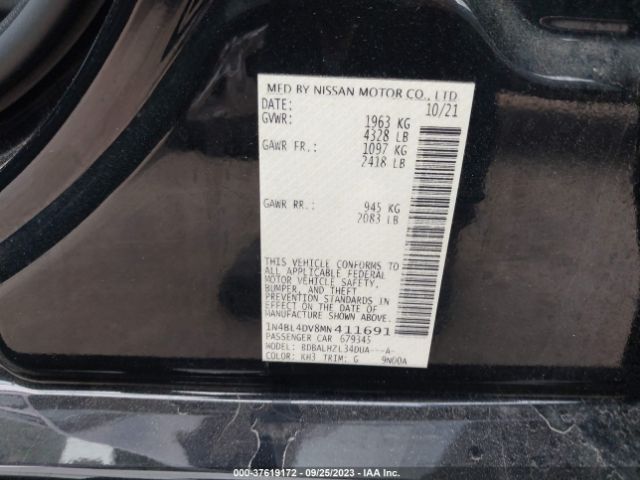 MFD BY NISSAN MOTOR CO., LTD
DATE: 10/21
GVWR: 1963 KG
4328 LB
GAWR FR.: 1097 KG
2418 LB
GAWR RR.: 945 KG
2083 LB
THIS VEHICLE CONFORMS TO
ALL APPLICABLE FEDERAL
MOTOR VEHICLE SAFETY,
BUMPER, AND THEFT
PREVENTION STANDARDS IN
EFFECT ON THE DATE OF
MANUFACTURE SHOWN ABOVE.
1N4BL4DV8MN411691
PASSENGER CAR 679345
MODEL: BDBALHZL34DUA---A-
COLOR: KH3 TRIM: G 9N00A
000-37619172 - 09/25/2023 - IAA Inc.